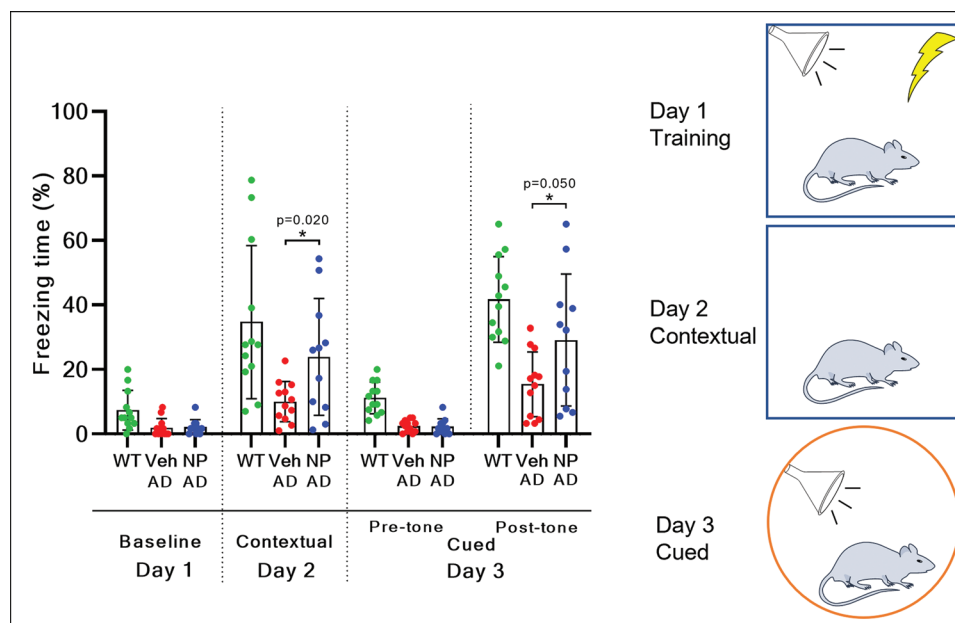 100
80
60
40
20
0
Freezing time (%)
p=0.020
*
p=0.050
*
WT Veh NP WT Veh NP WT Veh NP WT Veh NP
AD AD AD AD AD AD AD AD
Baseline Contextual Pre-tone Post-tone
Cued
Day 1 Day 2 Day 3
Day 1
Training
Day 2
Contextual
Day 3
Cued